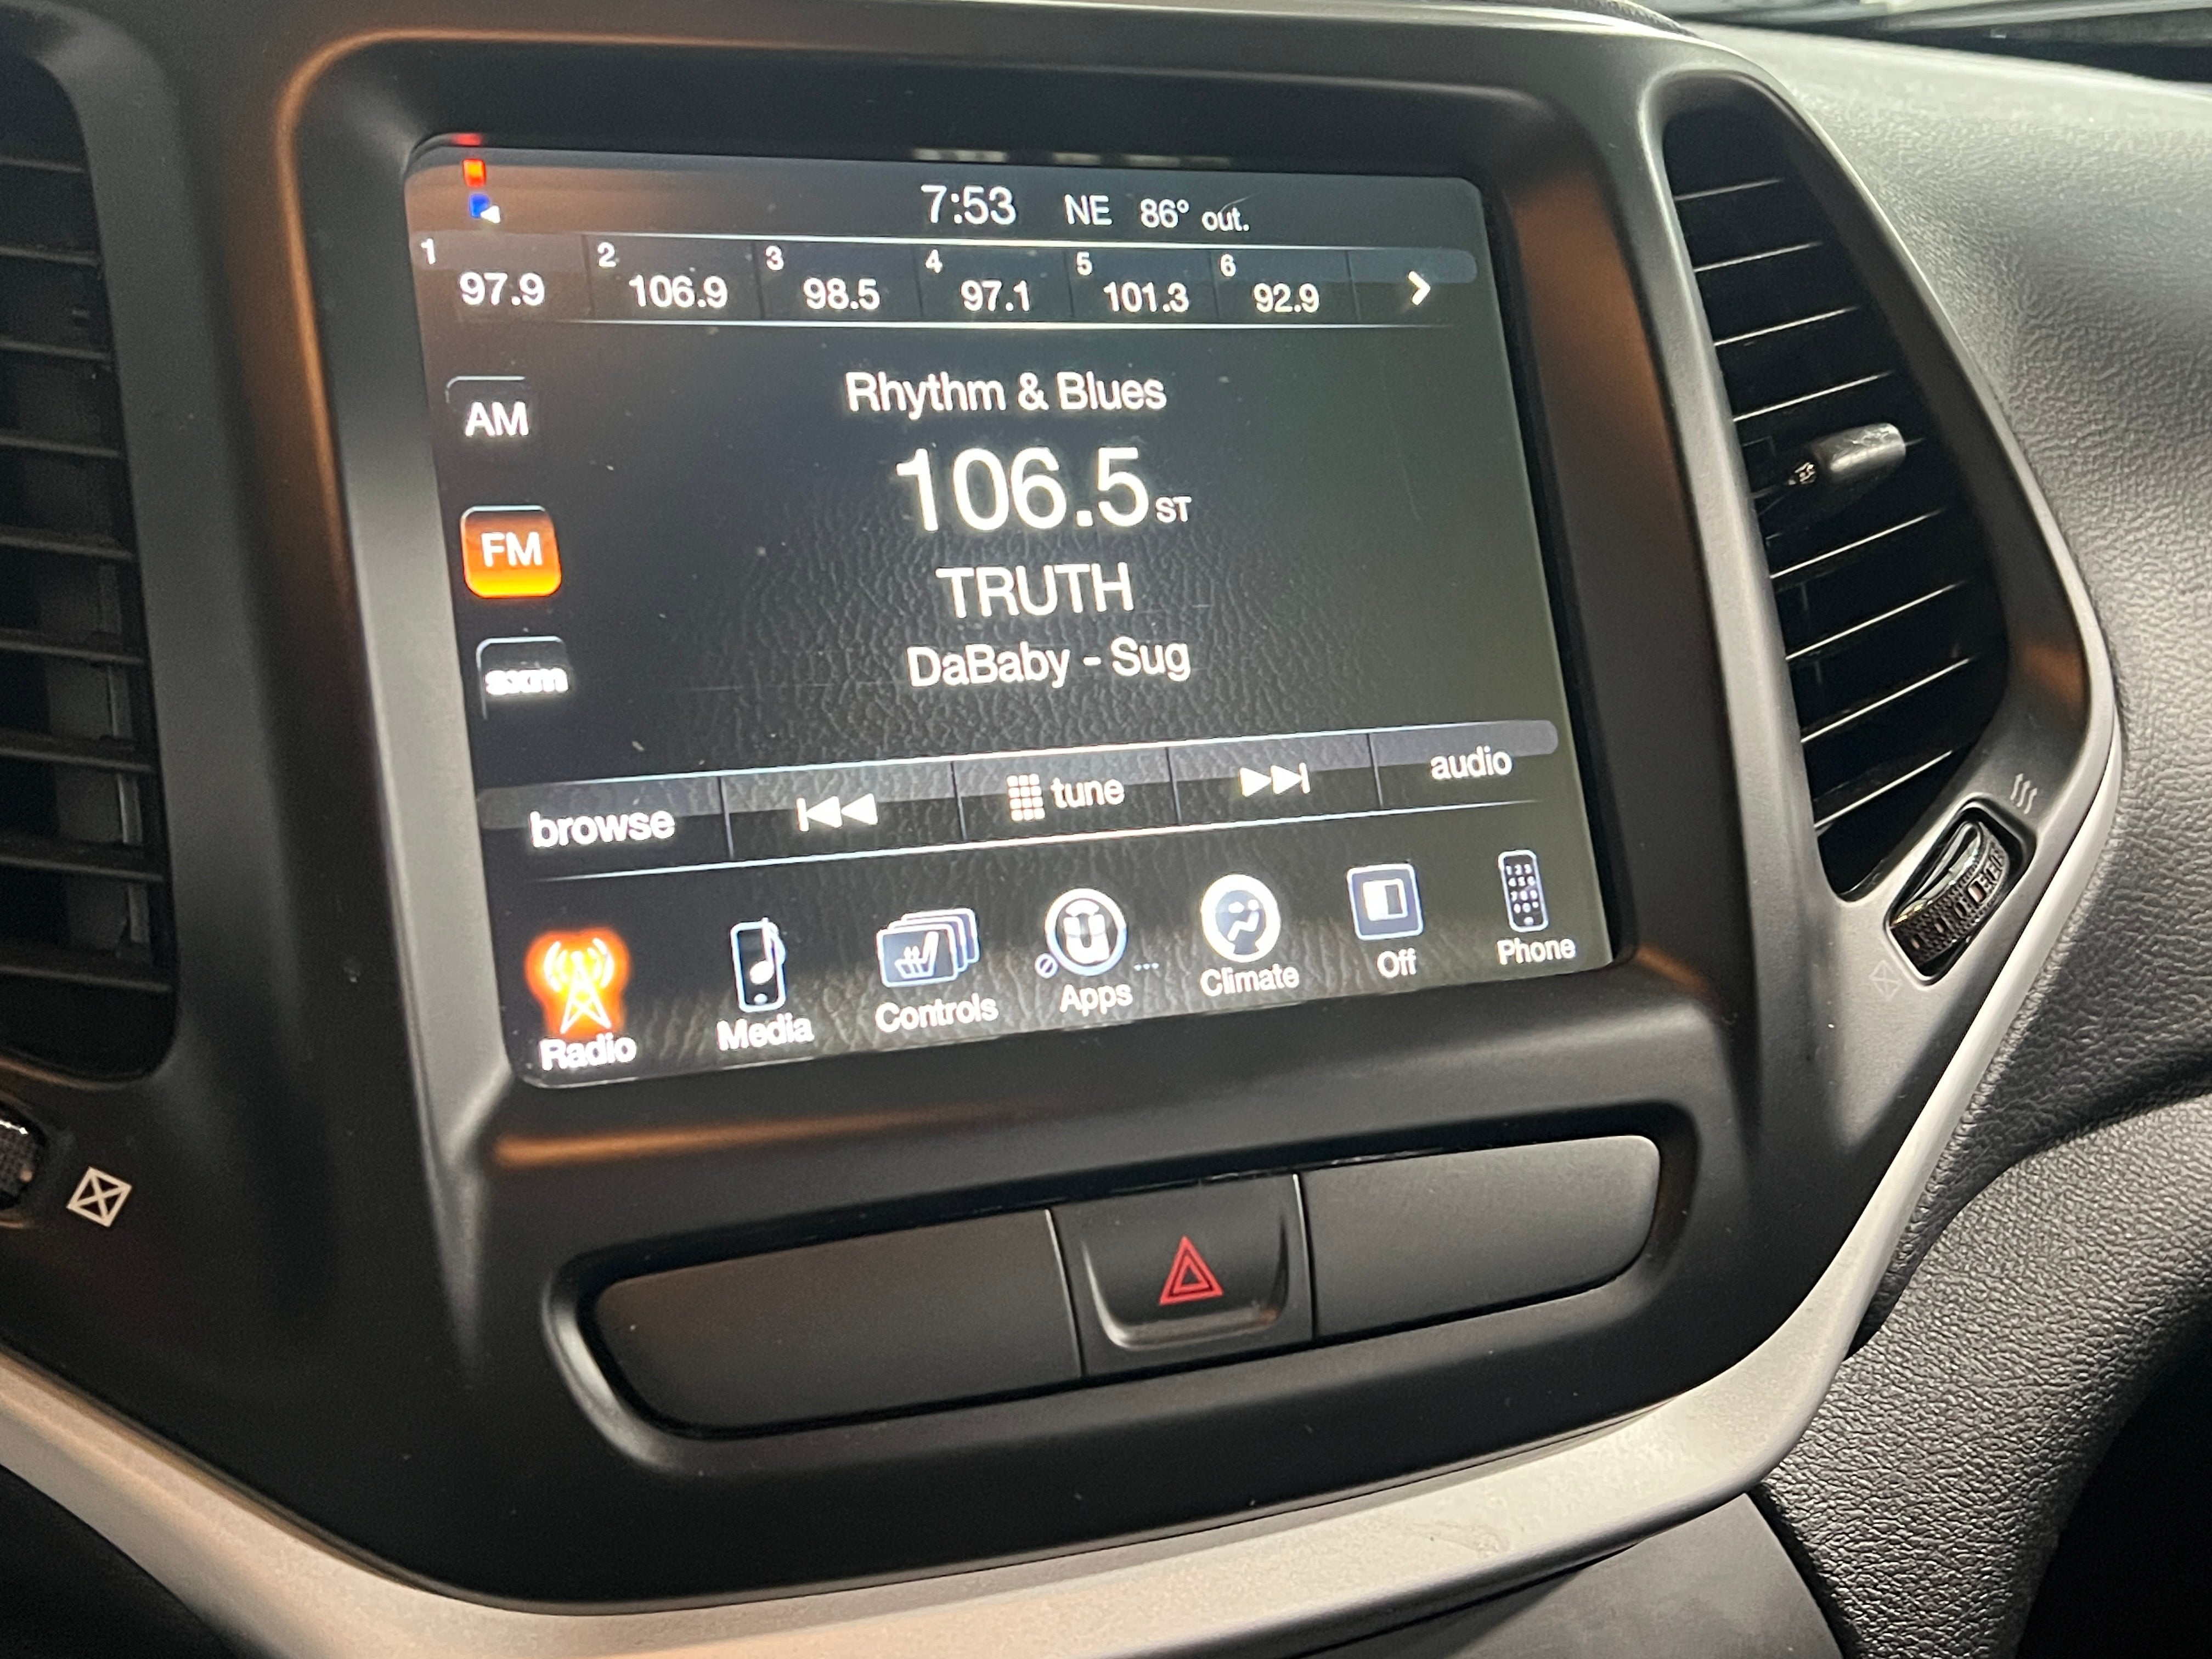 7:53 NE 86° out.
1 2 3 4 5 6
97.9 106.9 98.5 97.1 101.3 92.9
Rhythm & Blues
AM
106.5 ST
FM
TRUTH
DaBaby - Sug
sxm
browse tune audio
Radio Media Controls Apps ... Climate Off Phone